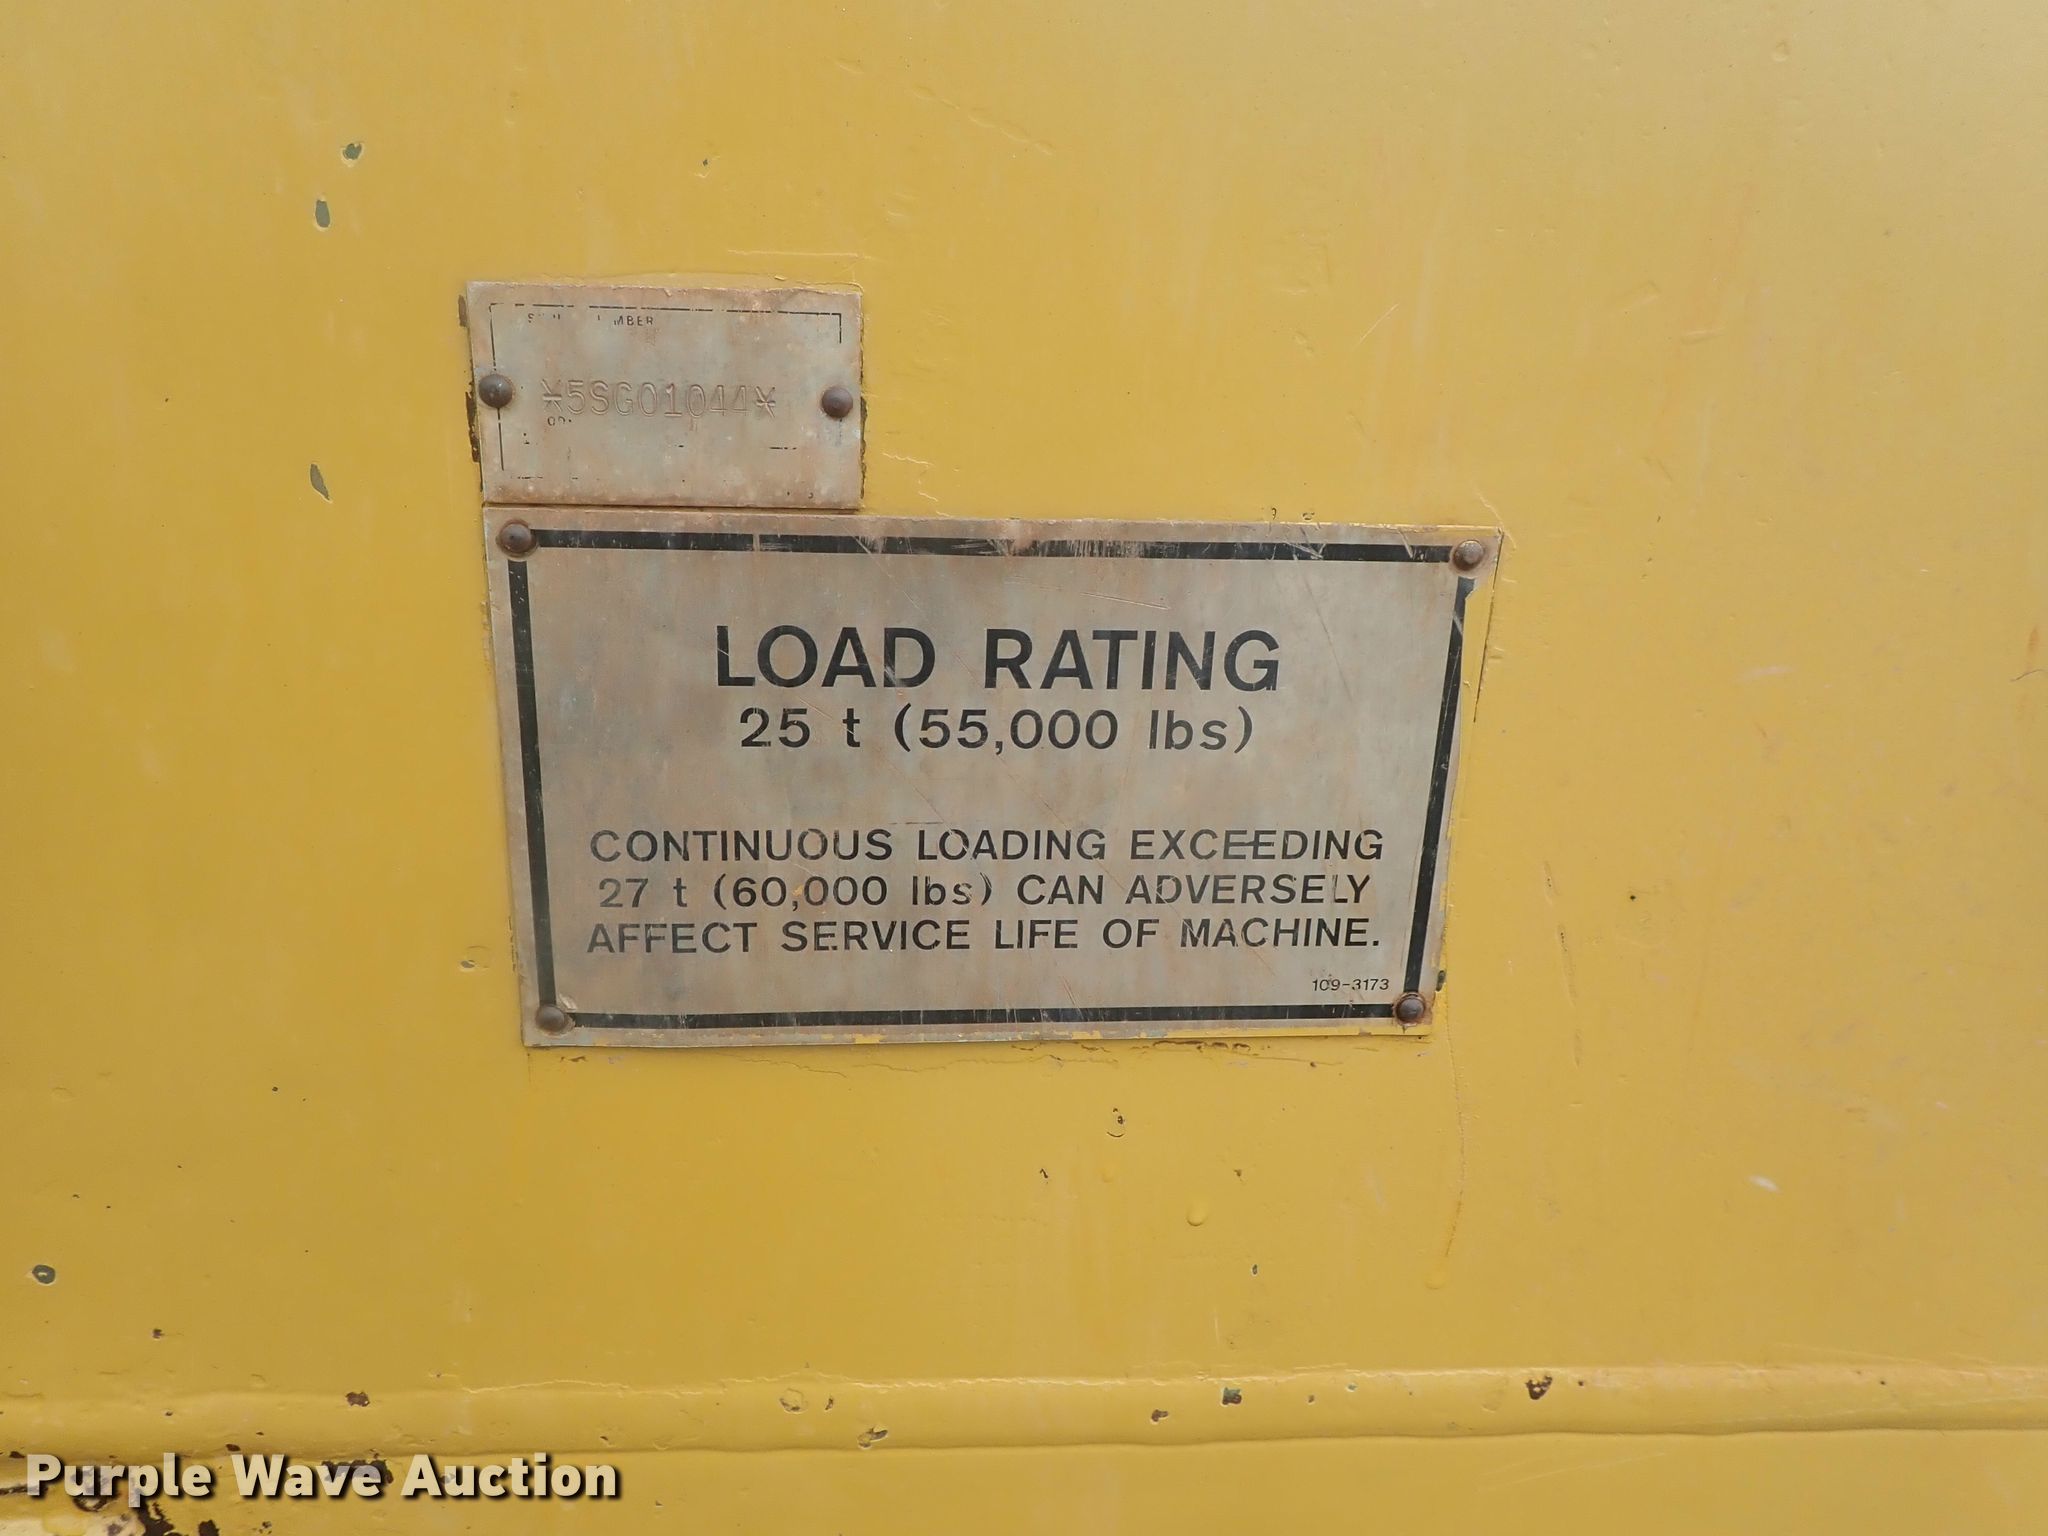 *5SG01044*
LOAD RATING
25 t (55,000 lbs)
CONTINUOUS LOADING EXCEEDING
27 t (60,000 lbs) CAN ADVERSELY
AFFECT SERVICE LIFE OF MACHINE.
109-3173
Purple Wave Auction